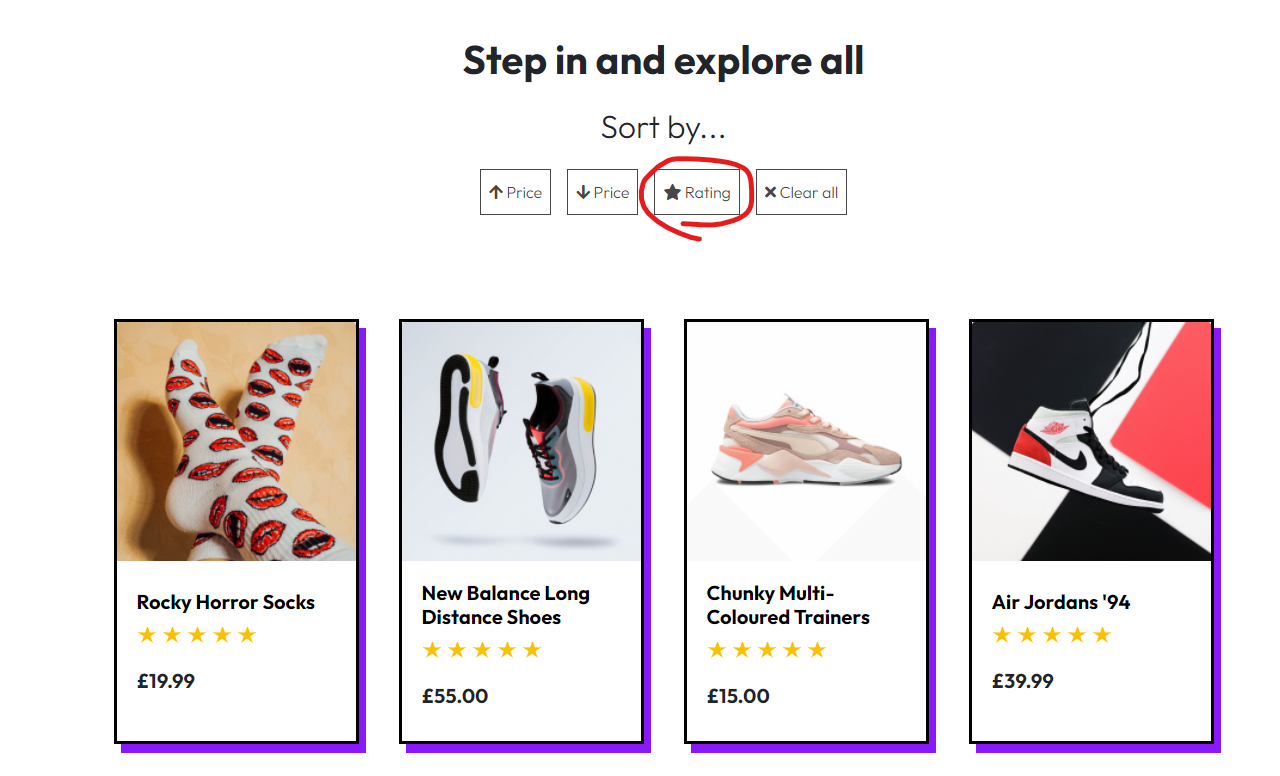 Step in and explore all
Sort by...
Price
Price
Rating
Clear all
Rocky Horror Socks
£19.99
New Balance Long
Distance Shoes
£55.00
Chunky Multi-
Coloured Trainers
£15.00
Air Jordans '94
£39.99